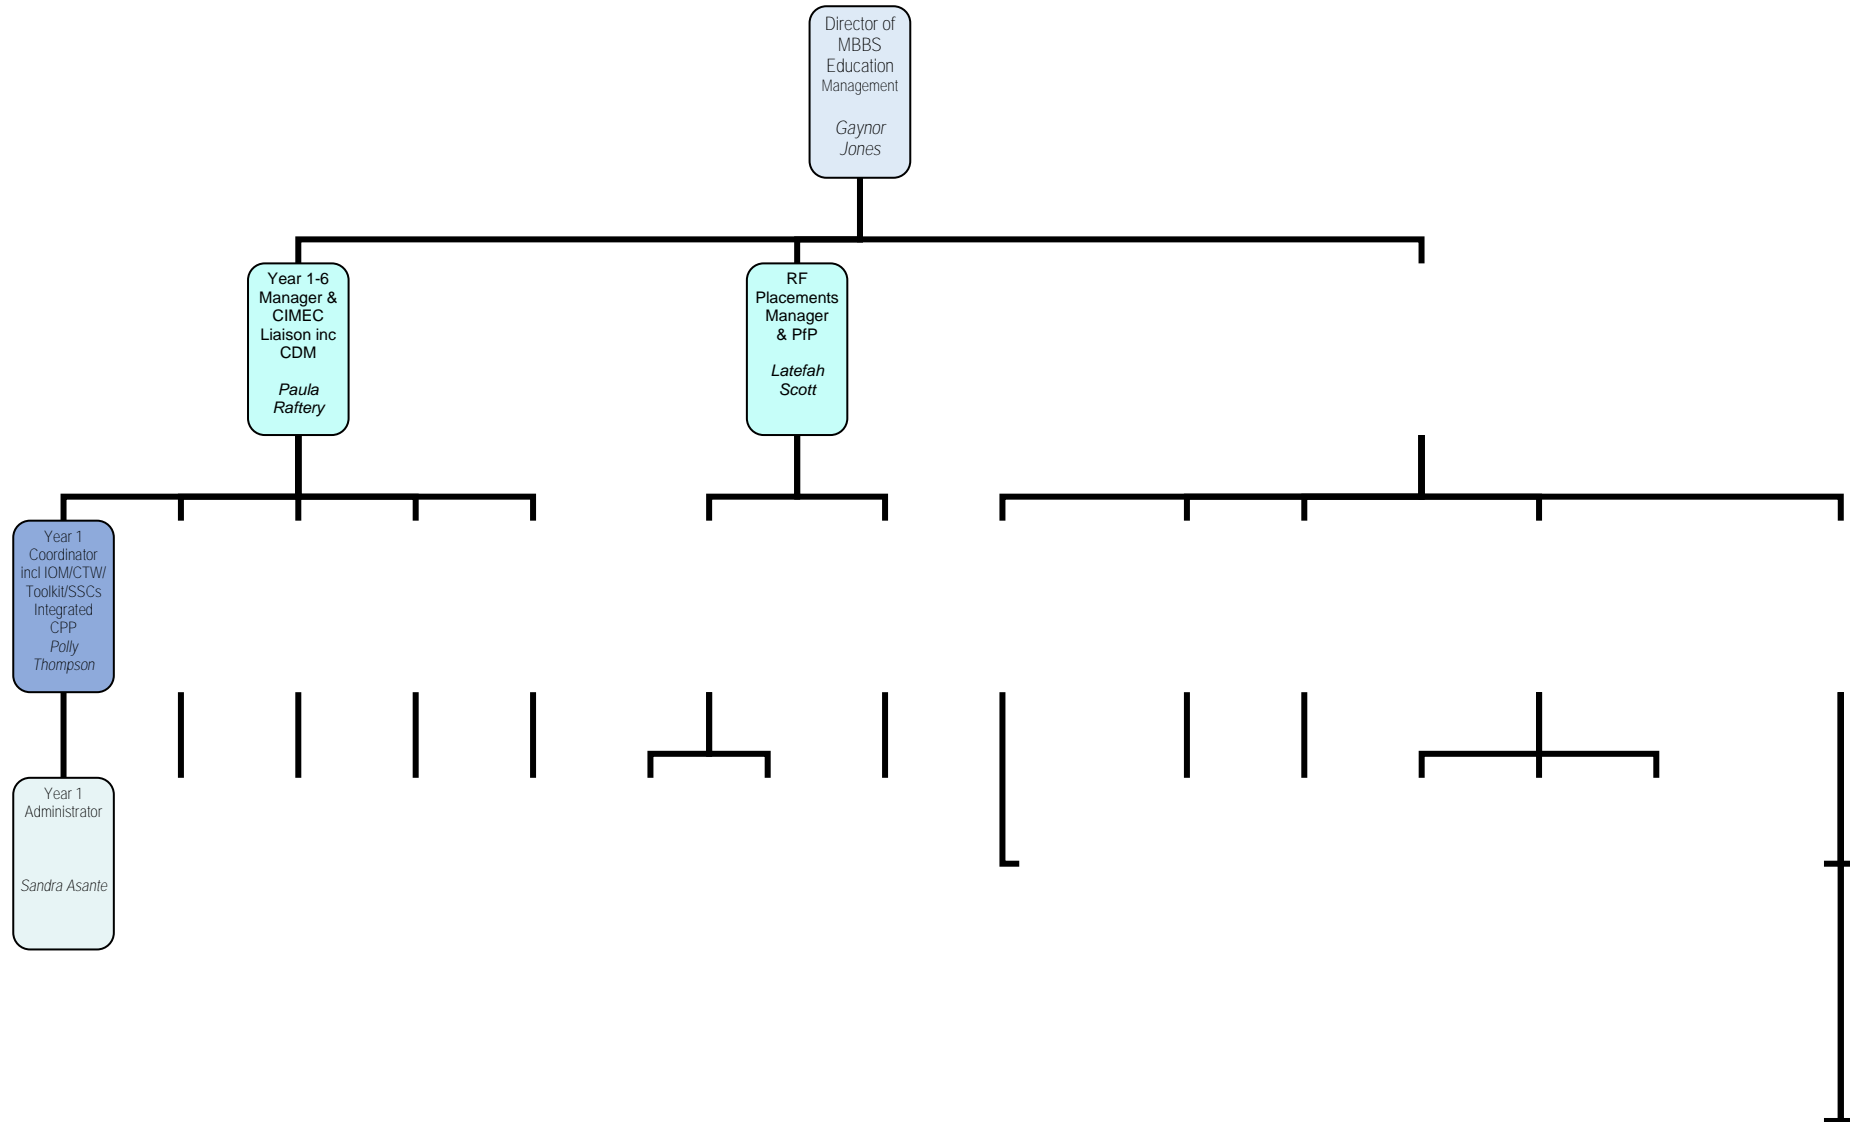 Director of
MBBS
Education
Management
Gaynor
Jones
Year 1-6
Manager &
CIMEC
Liaison inc
CDM
Paula
Raftery
RF
Placements
Manager
& PfP
Latefah
Scott
Year 1
Coordinator
incl IOM/CTW/
Toolkit/SSCs
Integrated
CPP
Polly
Thompson
Year 1
Administrator
Sandra Asante